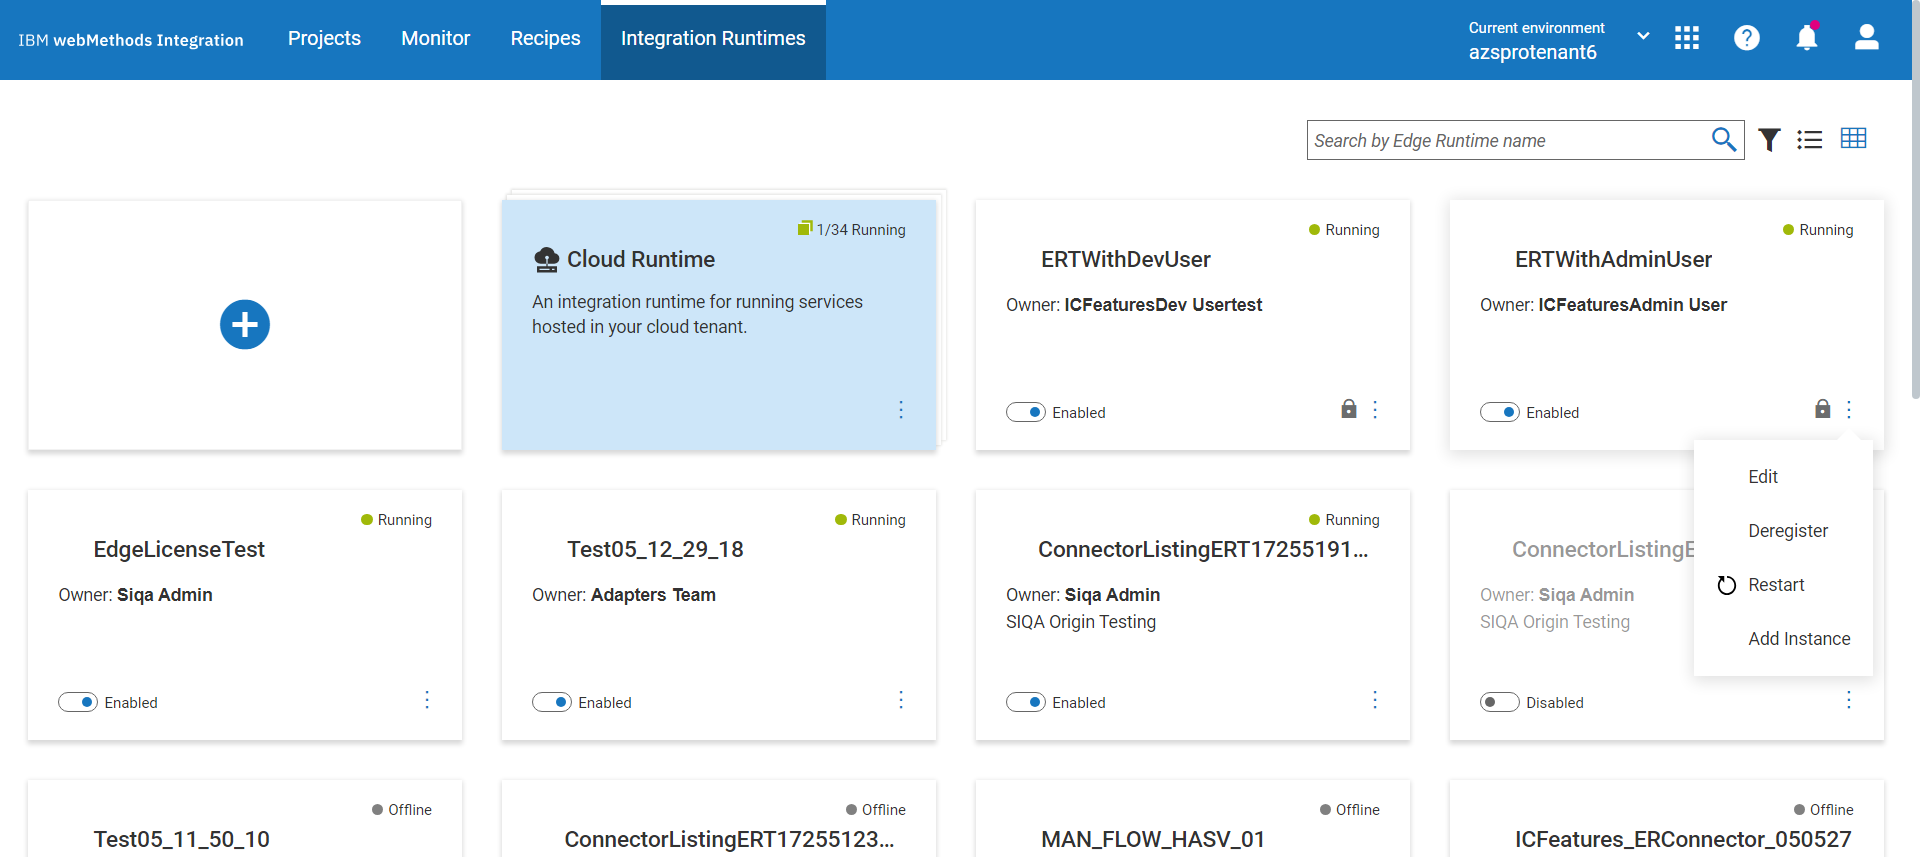 IBM webMethods Integration
Projects
Monitor
Recipes
Integration Runtimes
Current environment
azsprotenant6
Search by Edge Runtime name
1/34 Running
Cloud Runtime
An integration runtime for running services
hosted in your cloud tenant.
Running
ERTWithDevUser
Owner: ICFeaturesDev Usertest
Enabled
Running
ERTWithAdminUser
Owner: ICFeaturesAdmin User
Enabled
Edit
Deregister
Restart
Add Instance
Running
EdgeLicenseTest
Owner: Siqa Admin
Enabled
Running
Test05_12_29_18
Owner: Adapters Team
Enabled
Running
ConnectorListingERT17255191...
Owner: Siqa Admin
SIQA Origin Testing
Enabled
ConnectorListingE
Owner: Siqa Admin
SIQA Origin Testing
Disabled
Offline
Test05_11_50_10
Offline
ConnectorListingERT17255123...
Offline
MAN_FLOW_HASV_01
Offline
ICFeatures_ERConnector_050527